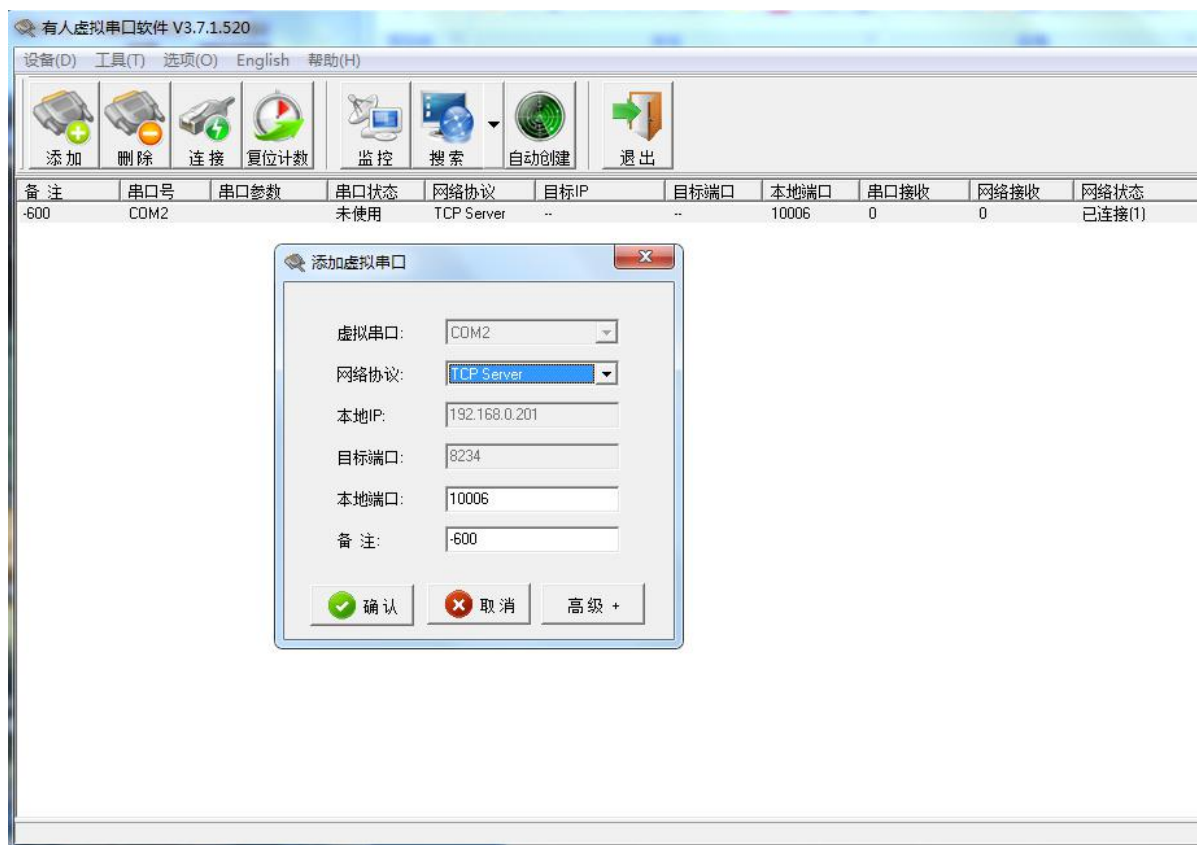 有人虚拟串口软件 V3.7.1.520
设备(D) 工具(T) 选项(O) English 帮助(H)
添加 删除 连接 复位计数 监控 搜索 自动创建 退出
备注 串口号 串口参数 串口状态 网络协议 目标IP 目标端口 本地端口 串口接收 网络接收 网络状态
-600 COM2 未使用 TCP Server -- -- 10006 0 0 已连接(1)
添加虚拟串口
虚拟串口: COM2
网络协议: TCP Server
本地IP: 192.168.0.201
目标端口: 8234
本地端口: 10006
备 注: -600
确认 取消 高级 +